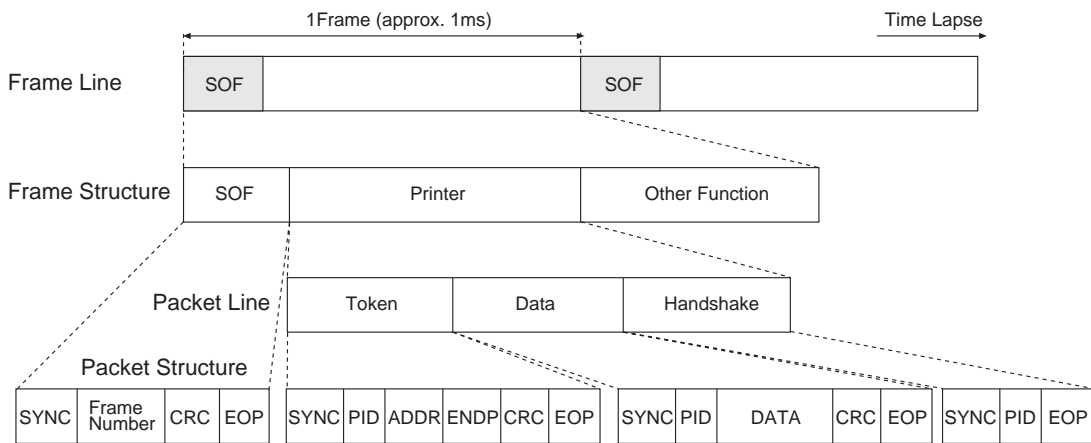 1Frame (approx. 1ms)
Time Lapse
Frame Line
SOF
SOF
Frame Structure
SOF
Printer
Other Function
Packet Line
Token
Data
Handshake
Packet Structure
SYNC
Frame
Number
CRC
EOP
SYNC
PID
ADDR
ENDP
CRC
EOP
SYNC
PID
DATA
CRC
EOP
SYNC
PID
EOP